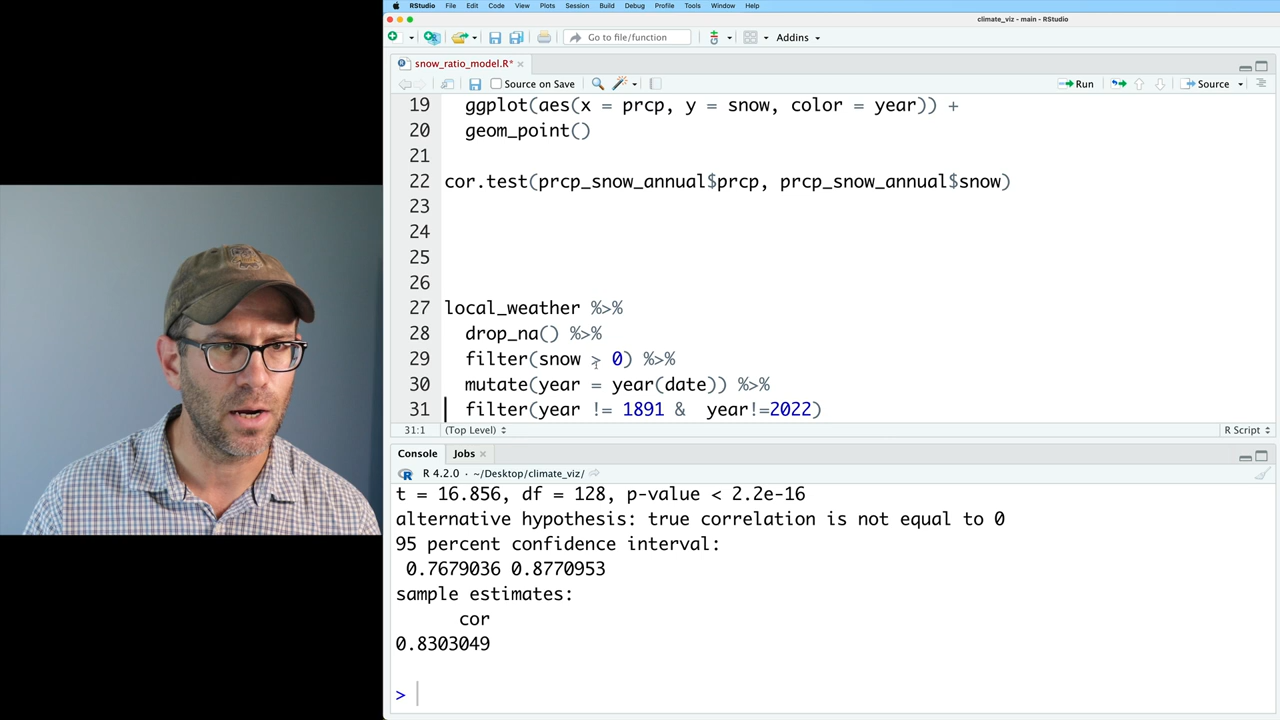 RStudio File Edit Code View Plots Session Build Debug Profile Tools Window Help
climate_viz - main - RStudio
Go to file/function Addins
snow_ratio_model.R*
Source on Save Run Source
19 ggplot(aes(x = prcp, y = snow, color = year)) +
20 geom_point()
21
22 cor.test(prcp_snow_annual$prcp, prcp_snow_annual$snow)
23
24
25
26
27 local_weather %>%
28 drop_na() %>%
29 filter(snow > 0) %>%
30 mutate(year = year(date)) %>%
31 filter(year != 1891 &  year!=2022)
31:1 (Top Level) R Script
Console Jobs
R 4.2.0 · ~/Desktop/climate_viz/
t = 16.856, df = 128, p-value < 2.2e-16
alternative hypothesis: true correlation is not equal to 0
95 percent confidence interval:
0.7679036 0.8770953
sample estimates:
cor
0.8303049
>